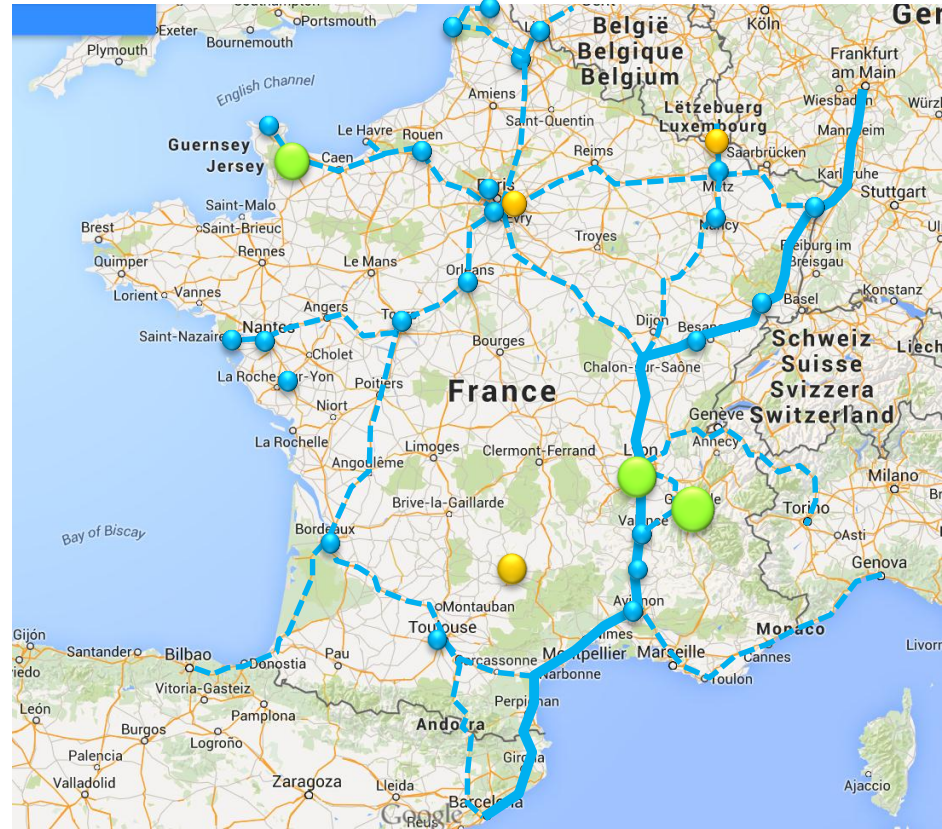 Portsmouth
Exeter
Bournemouth
Plymouth
English Channel
België
Belgique
Belgium
Köln
Ger
Frankfurt
am Main
Wiesbaden
Würzb
Amiens
Saint-Quentin
Lëtzebuerg
Luxembourg
Mannheim
Guernsey
Jersey
Le Havre
Rouen
Caen
Reims
Saarbrücken
Karlsruhe
Paris
Metz
Stuttgart
Evry
Saint-Malo
Saint-Brieuc
Brest
Rennes
Troyes
Nancy
Freiburg im
Breisgau
Quimper
Le Mans
Orleans
Lorient
Vannes
Konstanz
Angers
Tours
Dijon
Basel
Saint-Nazaire
Nantes
Besançon
Cholet
Bourges
Schweiz
Suisse
Svizzera
Switzerland
Liech
Chalon-sur-Saône
La Roche-sur-Yon
Poitiers
France
Niort
Genève
Annecy
La Rochelle
Limoges
Clermont-Ferrand
Lyon
Angoulême
Milano
Brive-la-Gaillarde
Grenoble
Torino
Valence
Bay of Biscay
Bordeaux
Asti
Genova
Montauban
Avignon
Toulouse
Nîmes
Monaco
Gijón
Santander
Bilbao
Donostia
Pau
Carcassonne
Montpellier
Marseille
Cannes
Livorn
Narbonne
Toulon
Vitoria-Gasteiz
Perpignan
León
Pamplona
Andorra
Burgos
Logroño
Palencia
Girona
Valladolid
Zaragoza
Lleida
Ajaccio
Barcelona
Google
Reus